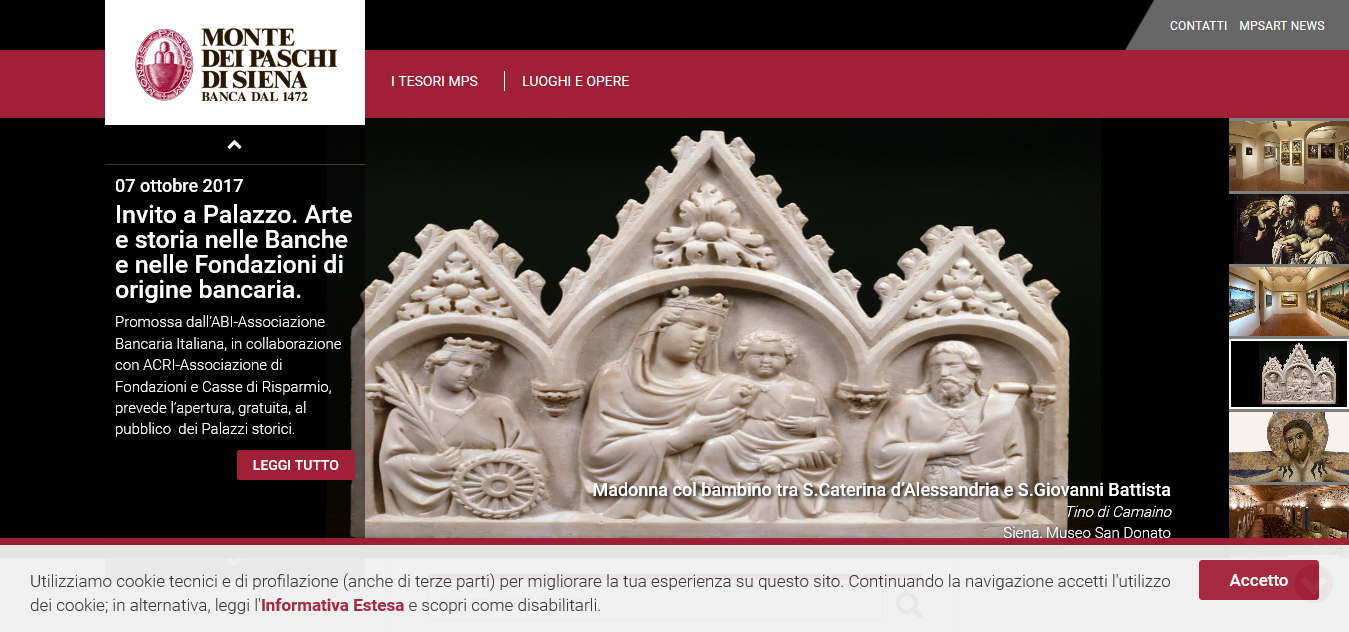 CONTATTI MPSART NEWS
MONTIS PASCUORUM
MONTE
DEI PASCHI
DI SIENA
BANCA DAL 1472
I TESORI MPS
LUOGHI E OPERE
07 ottobre 2017
Invito a Palazzo. Arte
e storia nelle Banche
e nelle Fondazioni di
origine bancaria.
Promossa dall’ABI-Associazione
Bancaria Italiana, in collaborazione
con ACRI-Associazione di
Fondazioni e Casse di Risparmio,
prevede l’apertura, gratuita, al
pubblico dei Palazzi storici.
LEGGI TUTTO
Madonna col bambino tra S.Caterina d’Alessandria e S.Giovanni Battista
Tino di Camaino
Siena, Museo San Donato
Utilizziamo cookie tecnici e di profilazione (anche di terze parti) per migliorare la tua esperienza su questo sito. Continuando la navigazione accetti l'utilizzo
dei cookie; in alternativa, leggi l'Informativa Estesa e scopri come disabilitarli.
Accetto